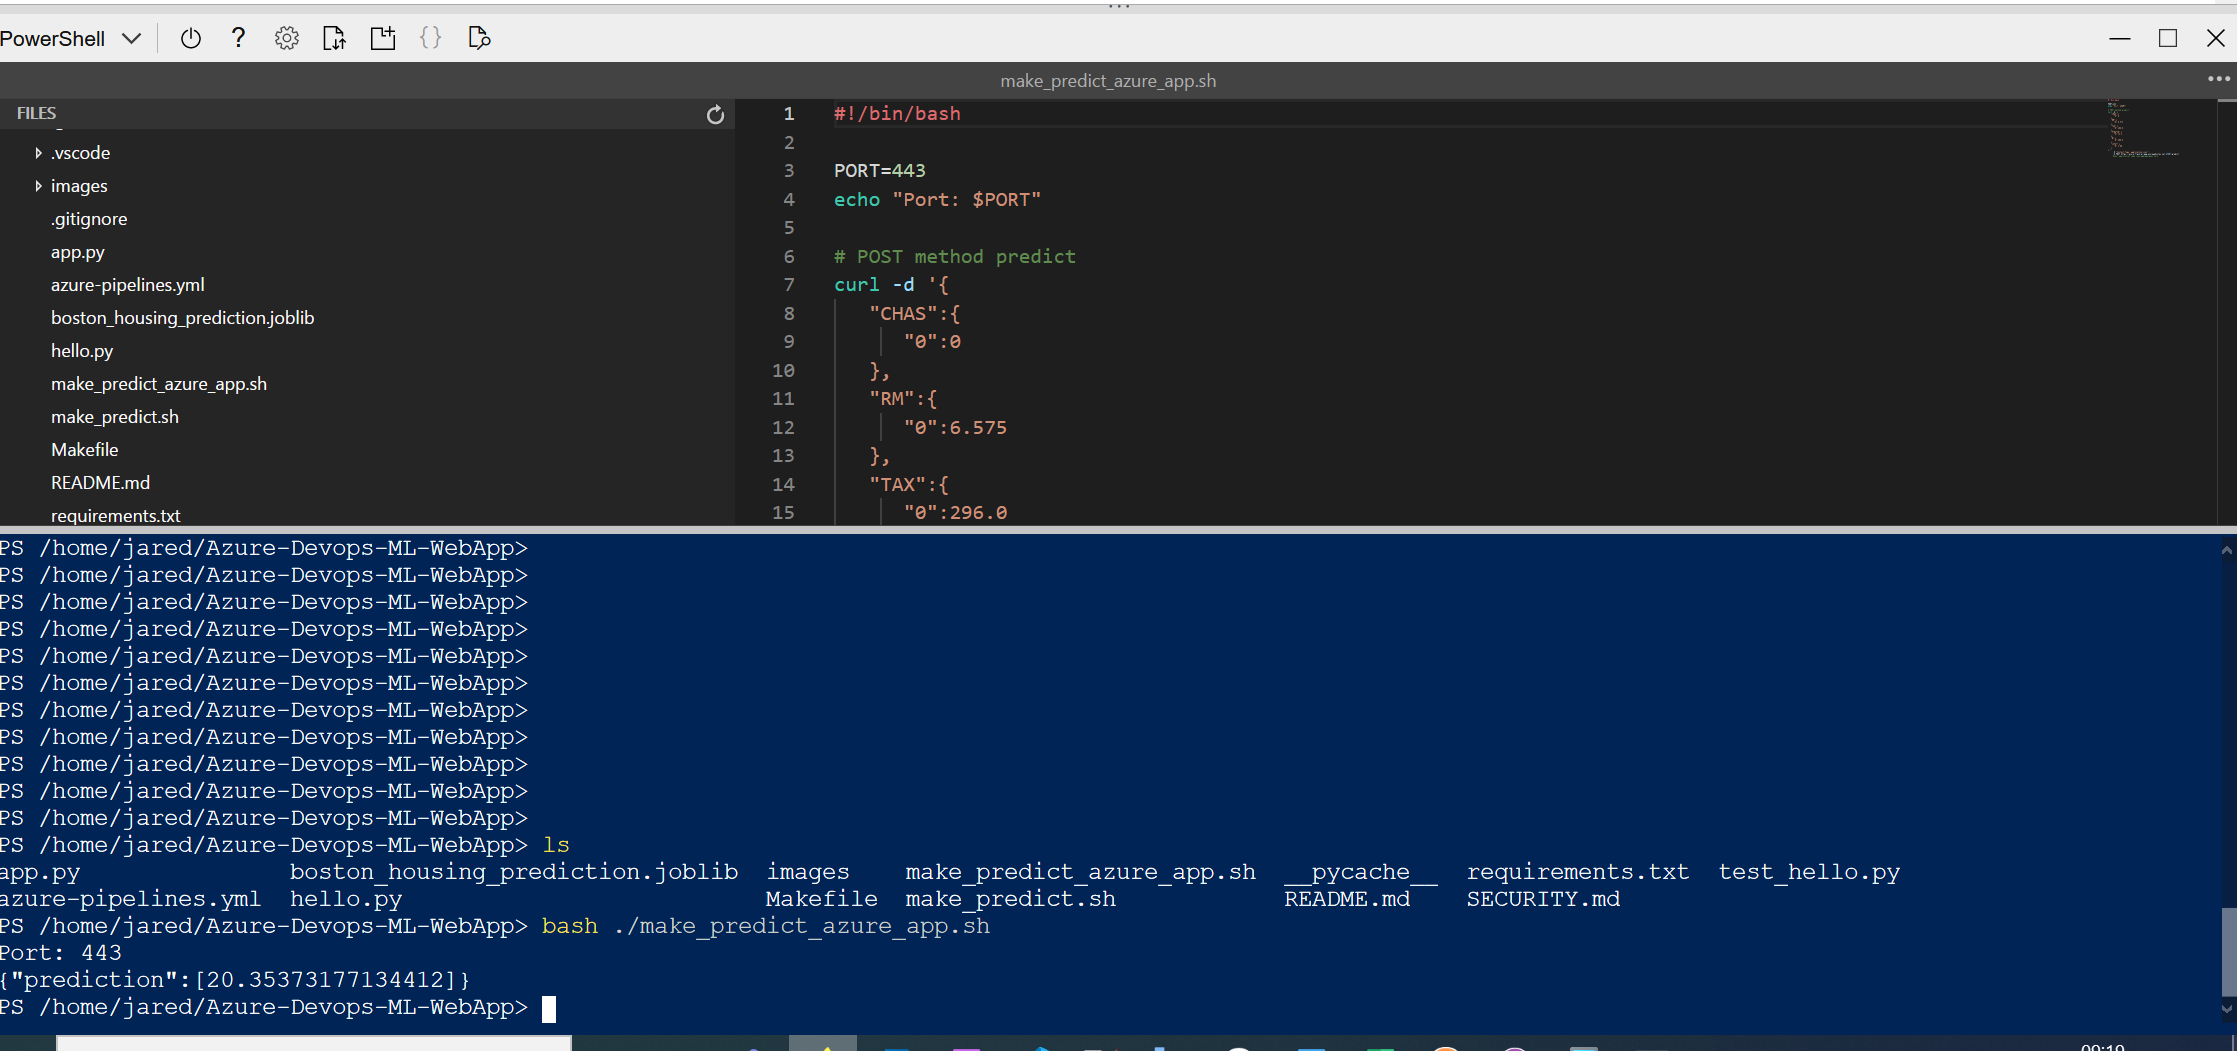 PowerShell
make_predict_azure_app.sh
FILES
.vscode
images
.gitignore
app.py
azure-pipelines.yml
boston_housing_prediction.joblib
hello.py
make_predict_azure_app.sh
make_predict.sh
Makefile
README.md
requirements.txt
1 #!/bin/bash
2
3 PORT=443
4 echo "Port: $PORT"
5
6 # POST method predict
7 curl -d '{
8 "CHAS":{
9 "0":0
10 },
11 "RM":{
12 "0":6.575
13 },
14 "TAX":{
15 "0":296.0
PS /home/jared/Azure-Devops-ML-WebApp>
PS /home/jared/Azure-Devops-ML-WebApp>
PS /home/jared/Azure-Devops-ML-WebApp>
PS /home/jared/Azure-Devops-ML-WebApp>
PS /home/jared/Azure-Devops-ML-WebApp>
PS /home/jared/Azure-Devops-ML-WebApp>
PS /home/jared/Azure-Devops-ML-WebApp>
PS /home/jared/Azure-Devops-ML-WebApp>
PS /home/jared/Azure-Devops-ML-WebApp>
PS /home/jared/Azure-Devops-ML-WebApp>
PS /home/jared/Azure-Devops-ML-WebApp>
PS /home/jared/Azure-Devops-ML-WebApp> ls
app.py boston_housing_prediction.joblib images make_predict_azure_app.sh __pycache__ requirements.txt test_hello.py
azure-pipelines.yml hello.py Makefile make_predict.sh README.md SECURITY.md
PS /home/jared/Azure-Devops-ML-WebApp> bash ./make_predict_azure_app.sh
Port: 443
{"prediction":[20.35373177134412]}
PS /home/jared/Azure-Devops-ML-WebApp>